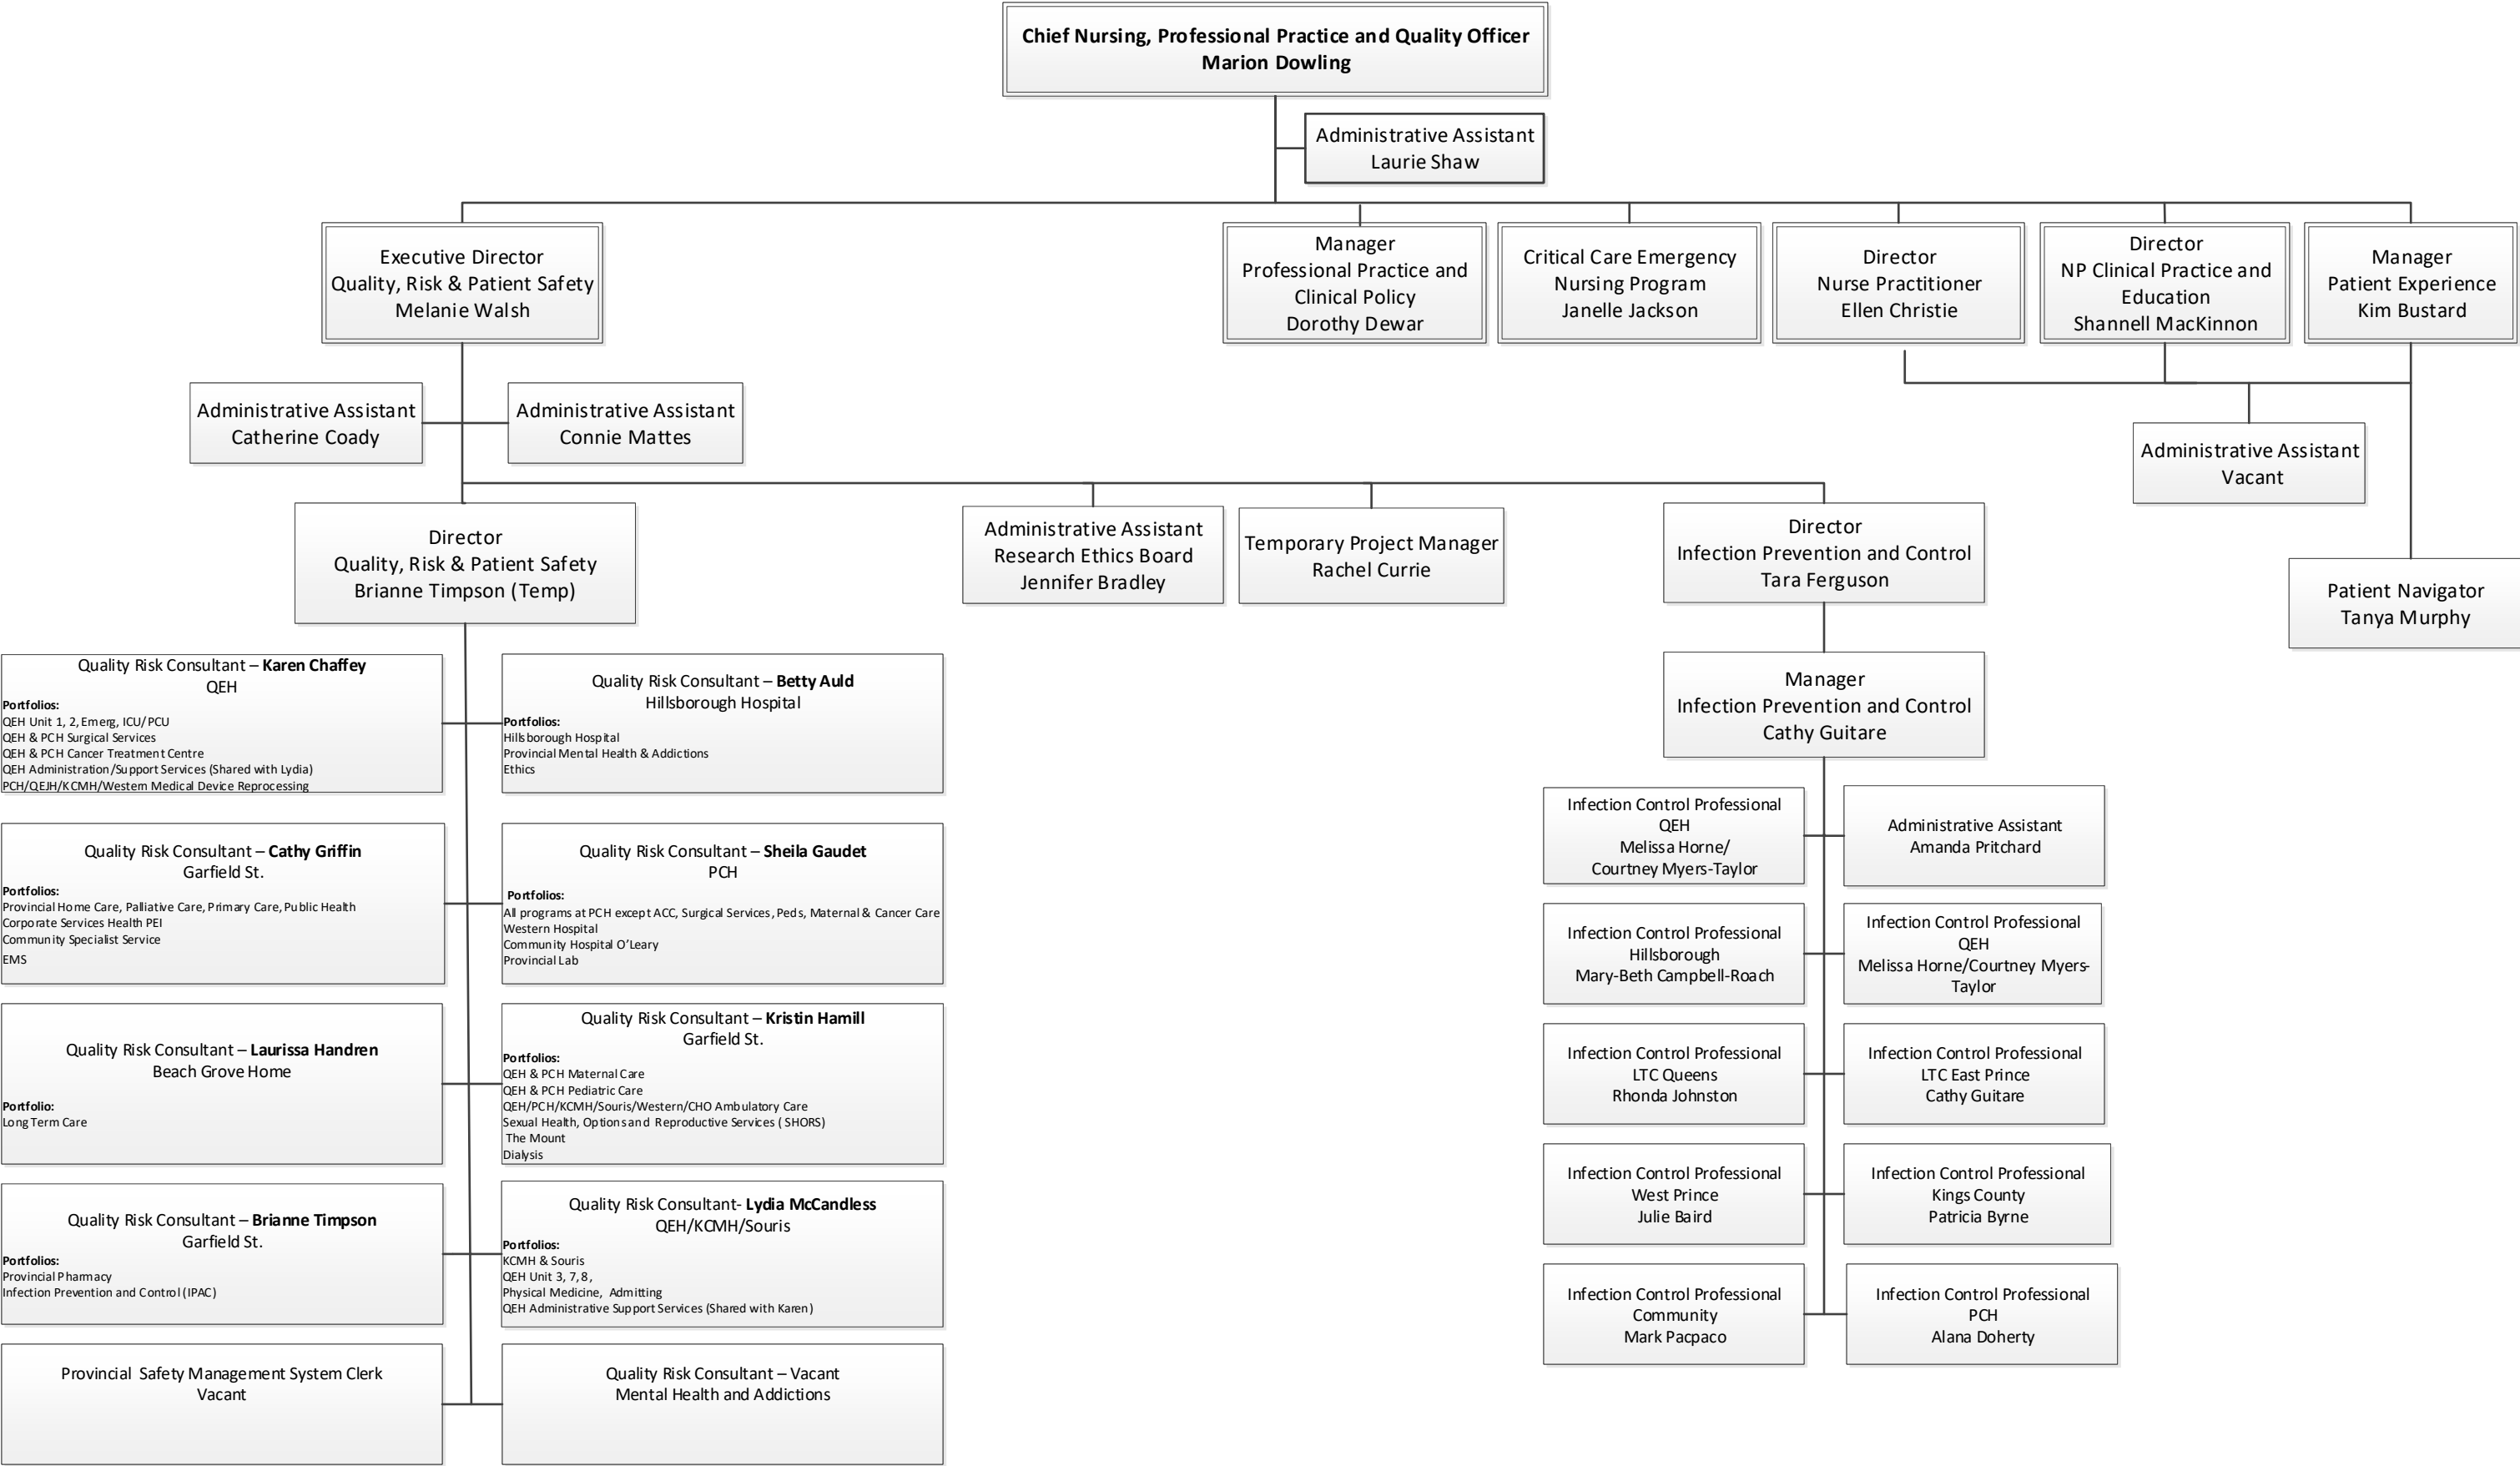 Chief Nursing, Professional Practice and Quality Officer
Marion Dowling
Administrative Assistant
Laurie Shaw
Executive Director
Quality, Risk & Patient Safety
Melanie Walsh
Manager
Professional Practice and
Clinical Policy
Dorothy Dewar
Critical Care Emergency
Nursing Program
Janelle Jackson
Director
Nurse Practitioner
Ellen Christie
Director
NP Clinical Practice and
Education
Shannell MacKinnon
Manager
Patient Experience
Kim Bustard
Administrative Assistant
Catherine Coady
Administrative Assistant
Connie Mattes
Administrative Assistant
Vacant
Director
Quality, Risk & Patient Safety
Brianne Timpson (Temp)
Administrative Assistant
Research Ethics Board
Jennifer Bradley
Temporary Project Manager
Rachel Currie
Director
Infection Prevention and Control
Tara Ferguson
Patient Navigator
Tanya Murphy
Quality Risk Consultant – Karen Chaffey
QEH
Portfolios:
QEH Unit 1, 2, Emerg, ICU/PCU
QEH & PCH Surgical Services
QEH & PCH Cancer Treatment Centre
QEH Administration/Support Services (Shared with Lydia)
PCH/QEJH/KCMH/Western Medical Device Reprocessing
Quality Risk Consultant – Betty Auld
Hillsborough Hospital
Portfolios:
Hillsborough Hospital
Provincial Mental Health & Addictions
Ethics
Manager
Infection Prevention and Control
Cathy Guitare
Quality Risk Consultant – Cathy Griffin
Garfield St.
Portfolios:
Provincial Home Care, Palliative Care, Primary Care, Public Health
Corporate Services Health PEI
Community Specialist Service
EMS
Quality Risk Consultant – Sheila Gaudet
PCH
Portfolios:
All programs at PCH except ACC, Surgical Services, Peds, Maternal & Cancer Care
Western Hospital
Community Hospital O’Leary
Provincial Lab
Infection Control Professional
QEH
Melissa Horne/
Courtney Myers-Taylor
Administrative Assistant
Amanda Pritchard
Infection Control Professional
Hillsborough
Mary-Beth Campbell-Roach
Infection Control Professional
QEH
Melissa Horne/Courtney Myers-
Taylor
Quality Risk Consultant – Laurissa Handren
Beach Grove Home
Portfolio:
Long Term Care
Quality Risk Consultant – Kristin Hamill
Garfield St.
Portfolios:
QEH & PCH Maternal Care
QEH & PCH Pediatric Care
QEH/PCH/KCMH/Souris/Western/CHO Ambulatory Care
Sexual Health, Options and Reproductive Services ( SHORS)
The Mount
Dialysis
Infection Control Professional
LTC Queens
Rhonda Johnston
Infection Control Professional
LTC East Prince
Cathy Guitare
Infection Control Professional
West Prince
Julie Baird
Infection Control Professional
Kings County
Patricia Byrne
Quality Risk Consultant – Brianne Timpson
Garfield St.
Portfolios:
Provincial Pharmacy
Infection Prevention and Control (IPAC)
Quality Risk Consultant- Lydia McCandless
QEH/KCMH/Souris
Portfolios:
KCMH & Souris
QEH Unit 3, 7,8,
Physical Medicine, Admitting
QEH Administrative Support Services (Shared with Karen)
Infection Control Professional
Community
Mark Pacpaco
Infection Control Professional
PCH
Alana Doherty
Provincial Safety Management System Clerk
Vacant
Quality Risk Consultant – Vacant
Mental Health and Addictions